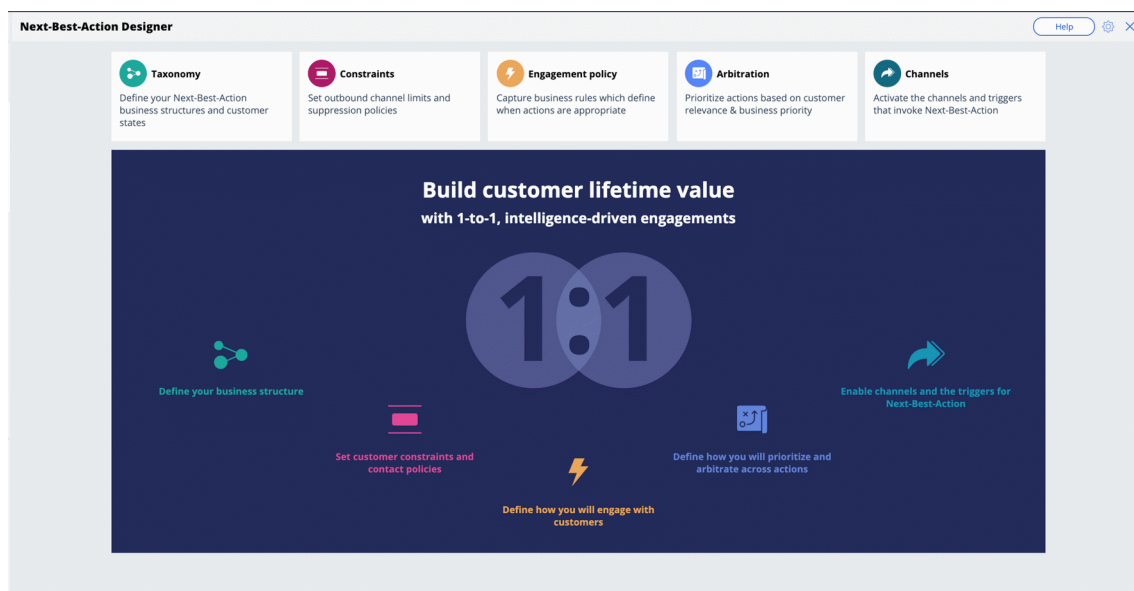 Next-Best-Action Designer
Help
Taxonomy
Define your Next-Best-Action
business structures and customer
states
Constraints
Set outbound channel limits and
suppression policies
Engagement policy
Capture business rules which define
when actions are appropriate
Arbitration
Prioritize actions based on customer
relevance & business priority
Channels
Activate the channels and triggers
that invoke Next-Best-Action
Build customer lifetime value
with 1-to-1, intelligence-driven engagements
1:1
Define your business structure
Set customer constraints and
contact policies
Define how you will engage with
customers
Define how you will prioritize and
arbitrate across actions
Enable channels and the triggers for
Next-Best-Action